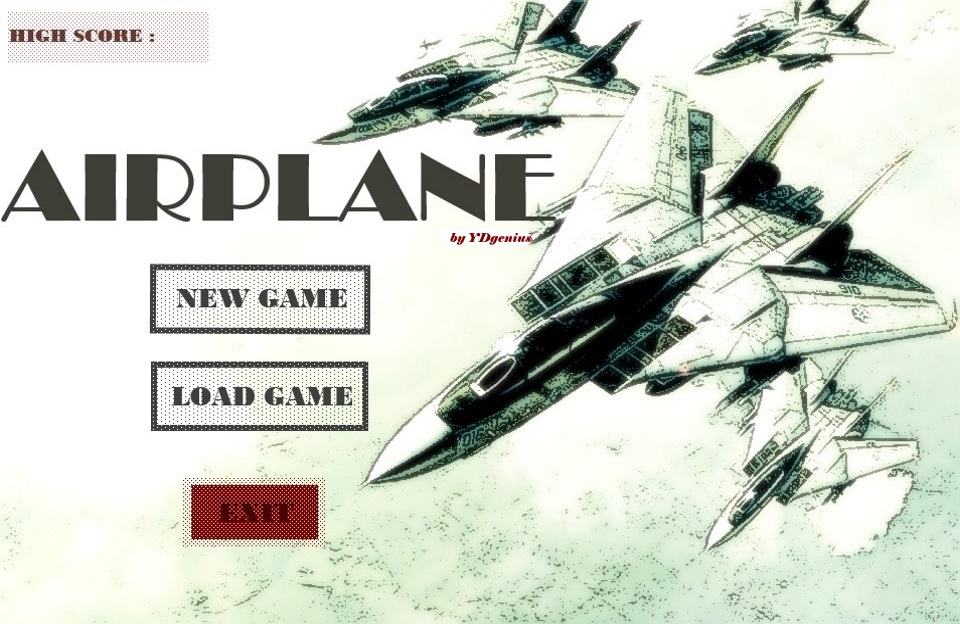 HIGH SCORE :
AIRPLANE
by YDgenius
NEW GAME
LOAD GAME
EXIT